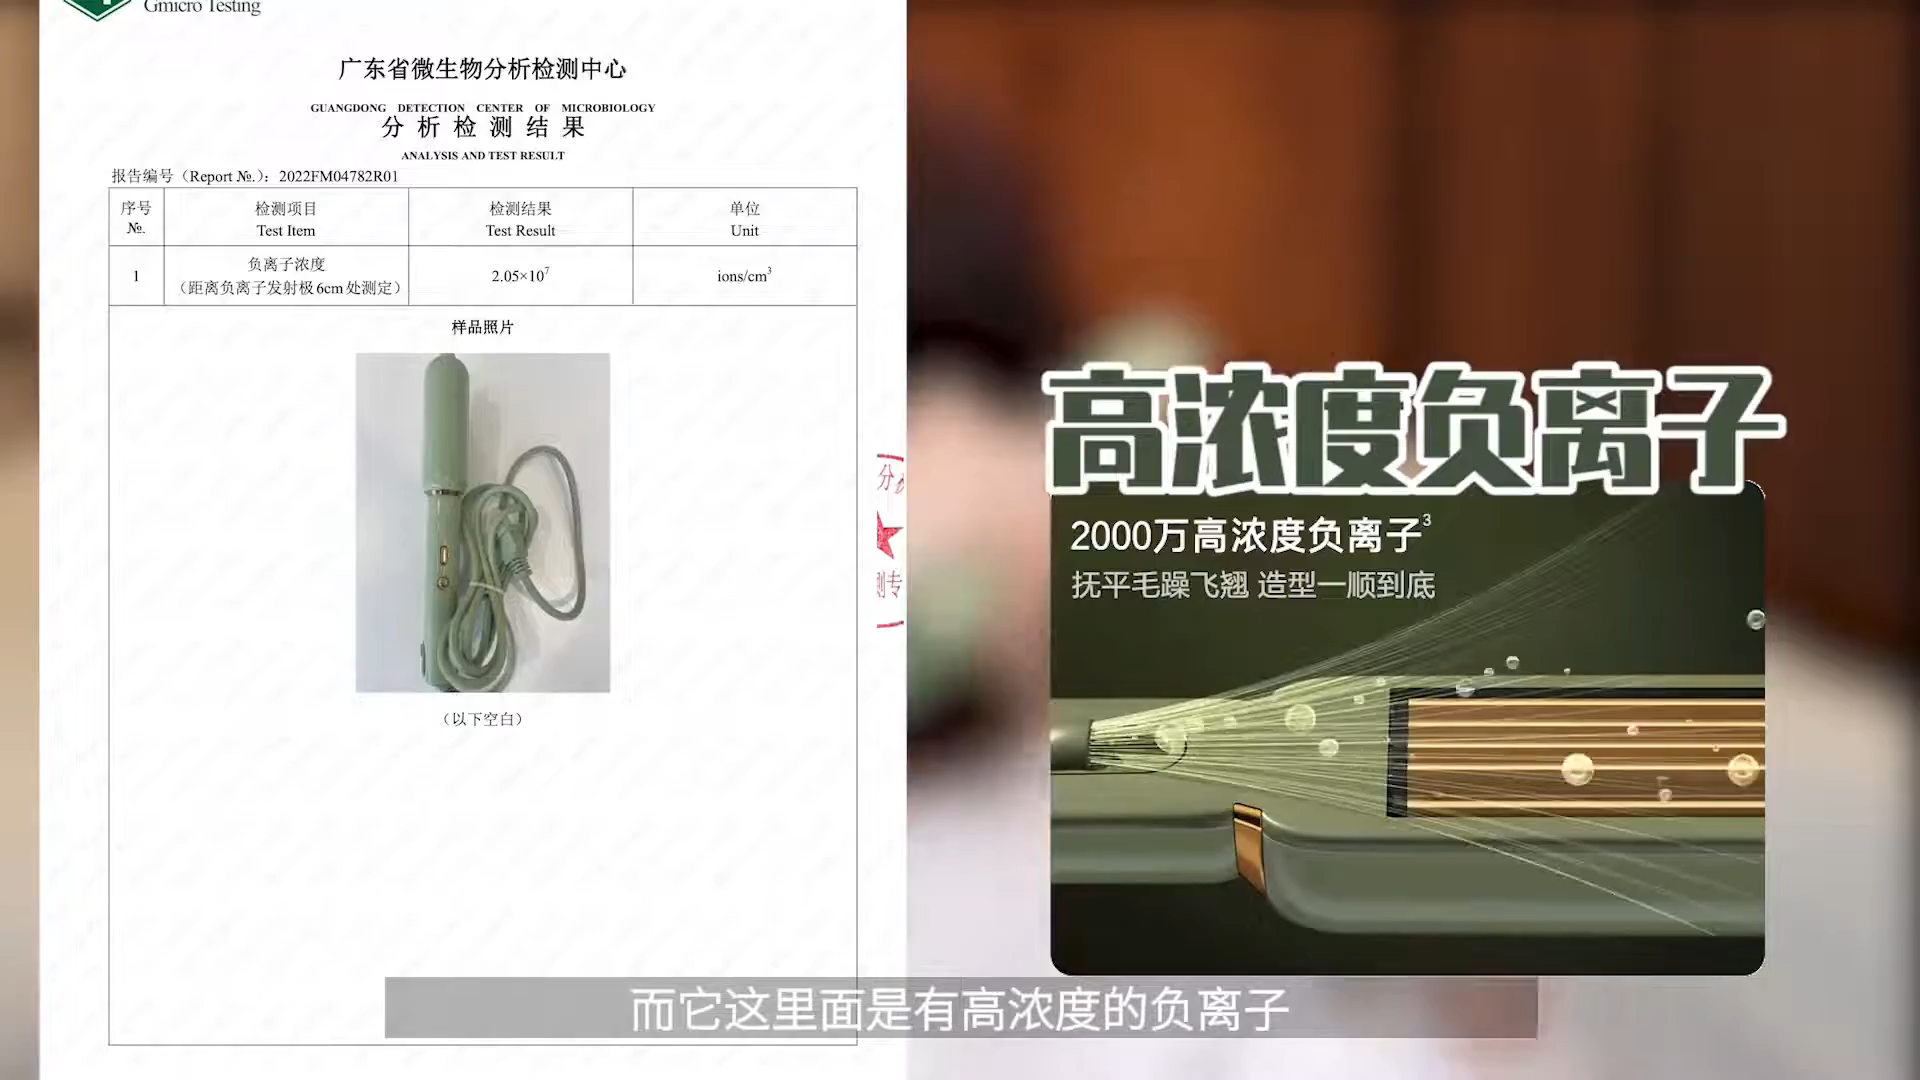 Gmicro Testing
广东省微生物分析检测中心
GUANGDONG DETECTION CENTER OF MICROBIOLOGY
分析检测结果
ANALYSIS AND TEST RESULT
报告编号（Report №.）：2022FM04782R01
序号 检测项目 检测结果 单位
№. Test Item Test Result Unit
1 负离子浓度 2.05×10⁷ ions/cm³
（距离负离子发射极6cm处测定）
样品照片
（以下空白）
分
测专
高浓度负离子
2000万高浓度负离子³
抚平毛躁飞翘 造型一顺到底
而它这里面是有高浓度的负离子